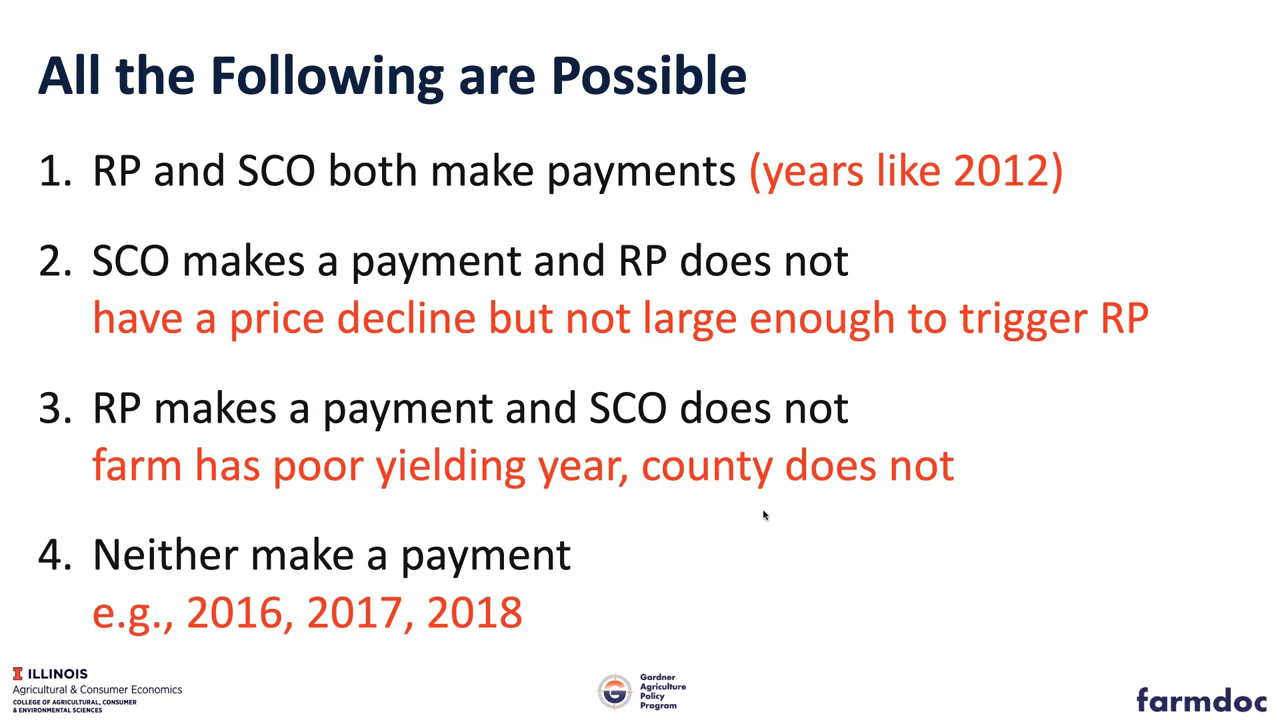 All the Following are Possible
1. RP and SCO both make payments (years like 2012)
2. SCO makes a payment and RP does not
have a price decline but not large enough to trigger RP
3. RP makes a payment and SCO does not
farm has poor yielding year, county does not
4. Neither make a payment
e.g., 2016, 2017, 2018
I ILLINOIS
Agricultural & Consumer Economics
COLLEGE OF AGRICULTURAL, CONSUMER
& ENVIRONMENTAL SCIENCES
G
Gardner
Agriculture
Policy
Program
farmdoc